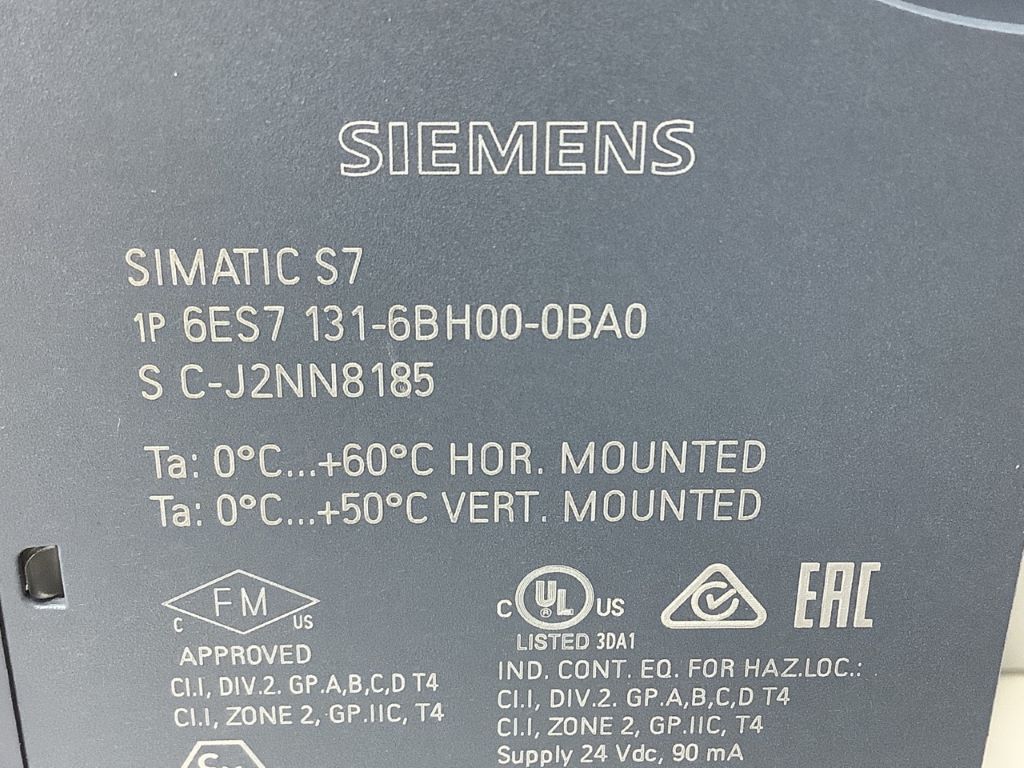 SIEMENS
SIMATIC S7
1P 6ES7 131-6BH00-0BA0
S C-J2NN8185
Ta: 0°C...+60°C HOR. MOUNTED
Ta: 0°C...+50°C VERT. MOUNTED
FM
C US
APPROVED
CI.I, DIV.2. GP.A,B,C,D T4
CI.I, ZONE 2, GP.IIC, T4
C UL US
LISTED 3DA1
IND. CONT. EQ. FOR HAZ.LOC.:
CI.I, DIV.2. GP.A,B,C,D T4
CI.I, ZONE 2, GP.IIC, T4
Supply 24 Vdc, 90 mA
EAC